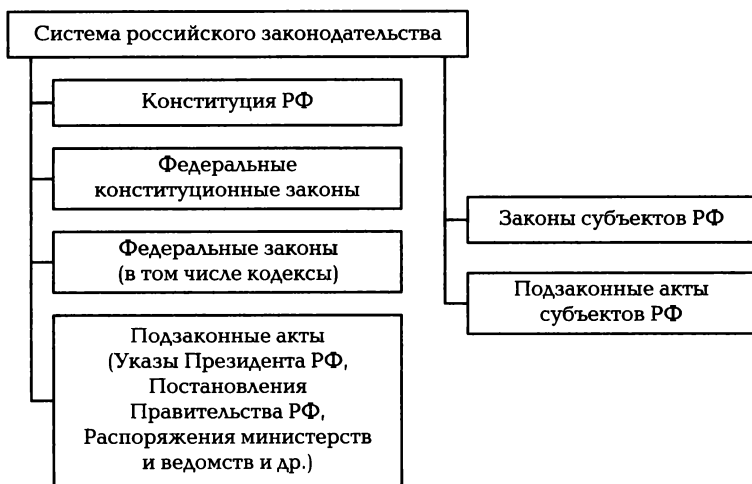 Система российского законодательства
Конституция РФ
Федеральные
конституционные законы
Федеральные законы
(в том числе кодексы)
Подзаконные акты
(Указы Президента РФ,
Постановления
Правительства РФ,
Распоряжения министерств
и ведомств и др.)
Законы субъектов РФ
Подзаконные акты
субъектов РФ